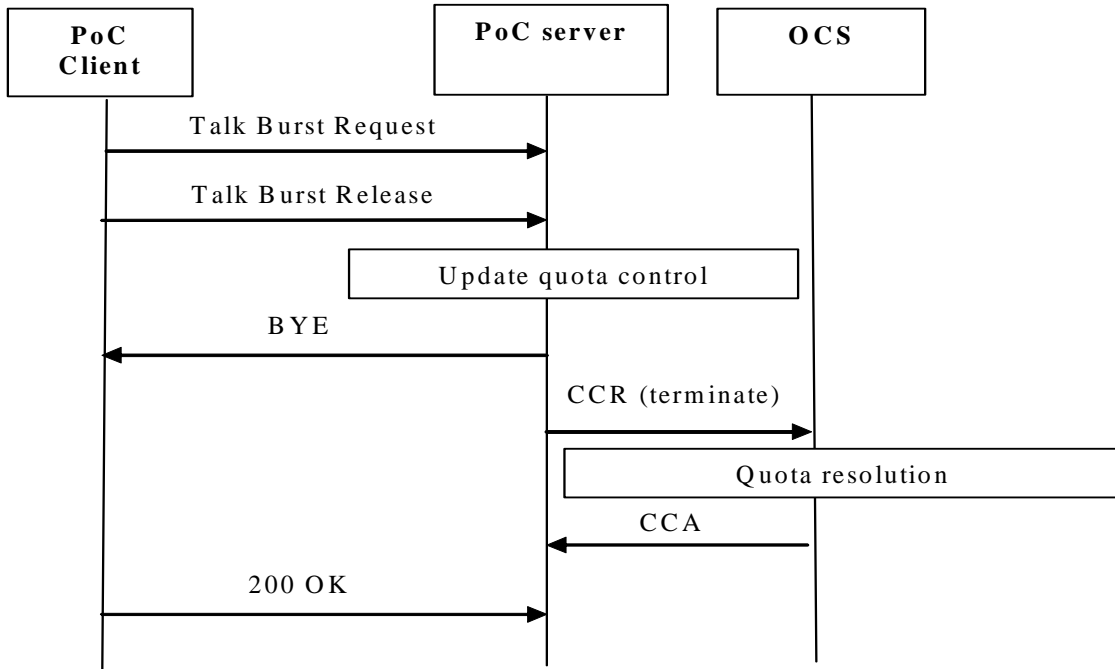 PoC
Client
PoC server
OCS
Talk Burst Request
Talk Burst Release
Update quota control
BYE
CCR (terminate)
Quota resolution
CCA
200 OK